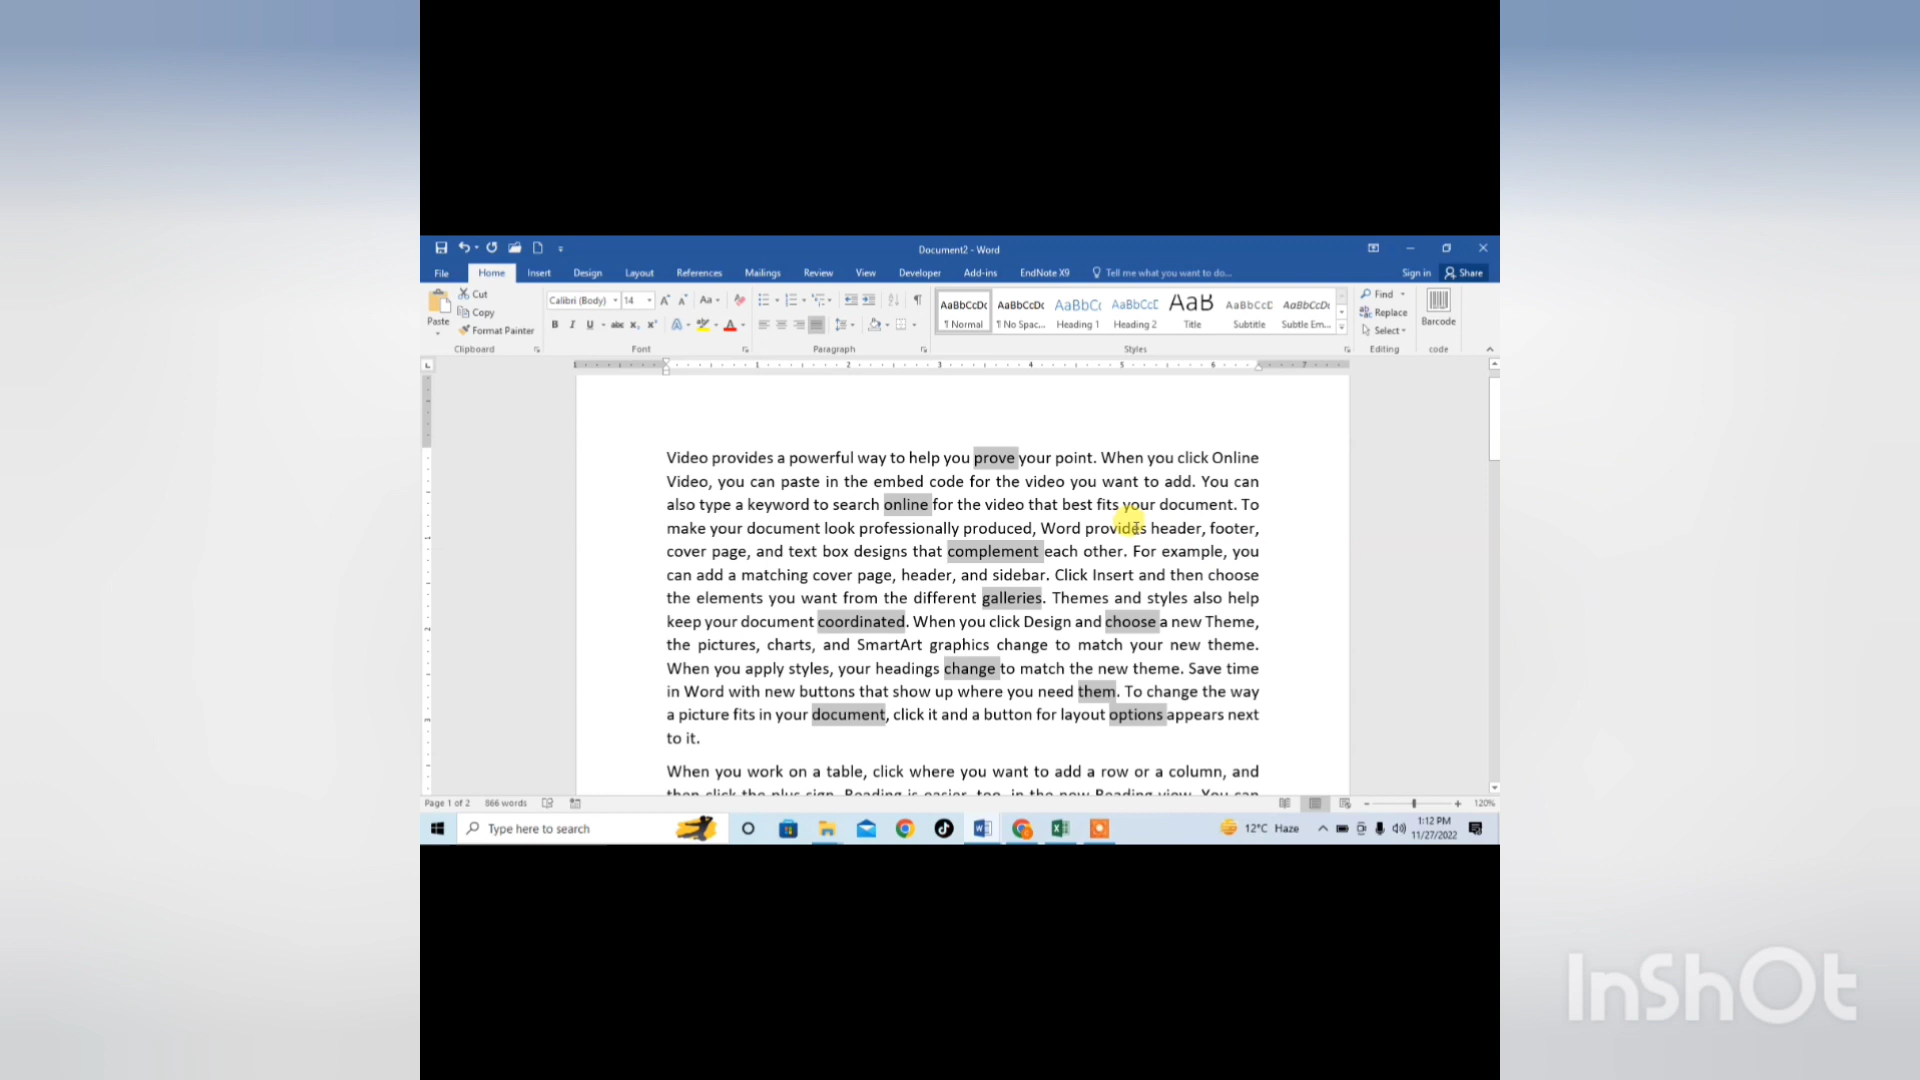 Document2 - Word
File Home Insert Design Layout References Mailings Review View Developer Add-ins EndNote X9 Tell me what you want to do... Sign in Share
Paste
Cut
Copy
Format Painter
Clipboard
Calibri (Body) 14
Font
Paragraph
AaBbCcDc AaBbCcDc AaBbCc AaBbCcD AaB AaBbCcD AaBbCcDc
¶ Normal ¶ No Spac... Heading 1 Heading 2 Title Subtitle Subtle Em...
Styles
Find
Replace
Select
Editing
Barcode
code
1 2 3 4 5 6 7
Video provides a powerful way to help you prove your point. When you click Online
Video, you can paste in the embed code for the video you want to add. You can
also type a keyword to search online for the video that best fits your document. To
make your document look professionally produced, Word provides header, footer,
cover page, and text box designs that complement each other. For example, you
can add a matching cover page, header, and sidebar. Click Insert and then choose
the elements you want from the different galleries. Themes and styles also help
keep your document coordinated. When you click Design and choose a new Theme,
the pictures, charts, and SmartArt graphics change to match your new theme.
When you apply styles, your headings change to match the new theme. Save time
in Word with new buttons that show up where you need them. To change the way
a picture fits in your document, click it and a button for layout options appears next
to it.
When you work on a table, click where you want to add a row or a column, and
then click the plus sign. Reading is easier, too, in the new Reading view. You can
Page 1 of 2 866 words 120%
Type here to search
12°C Haze
1:12 PM
11/27/2022
InShOt